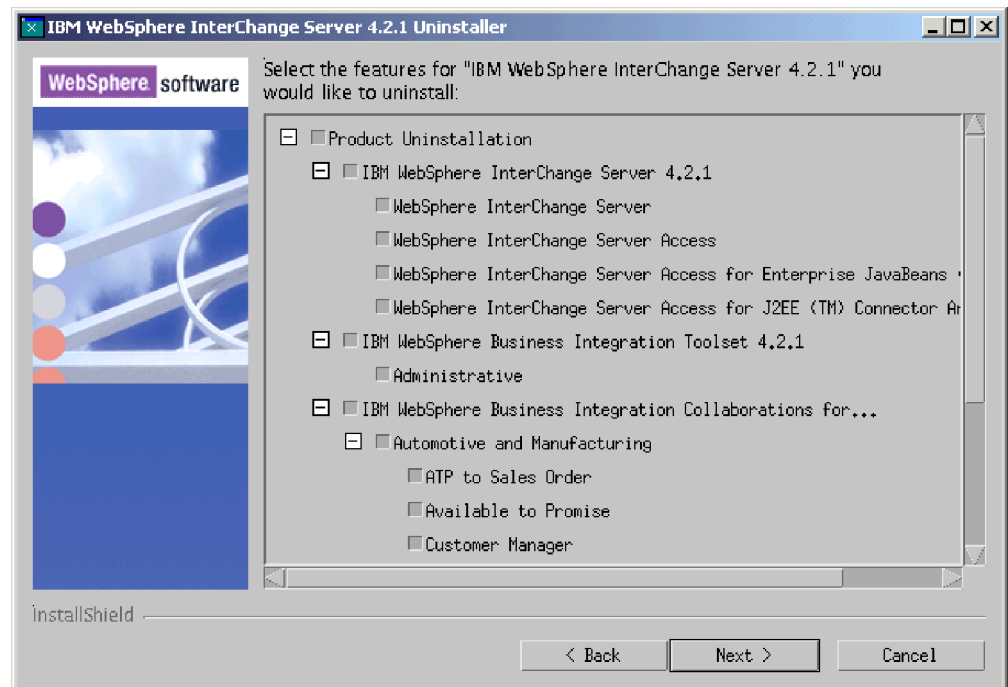 IBM WebSphere InterChange Server 4.2.1 Uninstaller
WebSphere. software
Select the features for "IBM WebSphere InterChange Server 4.2.1" you
would like to uninstall:
Product Uninstallation
IBM WebSphere InterChange Server 4.2.1
WebSphere InterChange Server
WebSphere InterChange Server Access
WebSphere InterChange Server Access for Enterprise JavaBeans
WebSphere InterChange Server Access for J2EE (TM) Connector Ar
IBM WebSphere Business Integration Toolset 4.2.1
Administrative
IBM WebSphere Business Integration Collaborations for...
Automotive and Manufacturing
ATP to Sales Order
Available to Promise
Customer Manager
InstallShield
< Back
Next >
Cancel